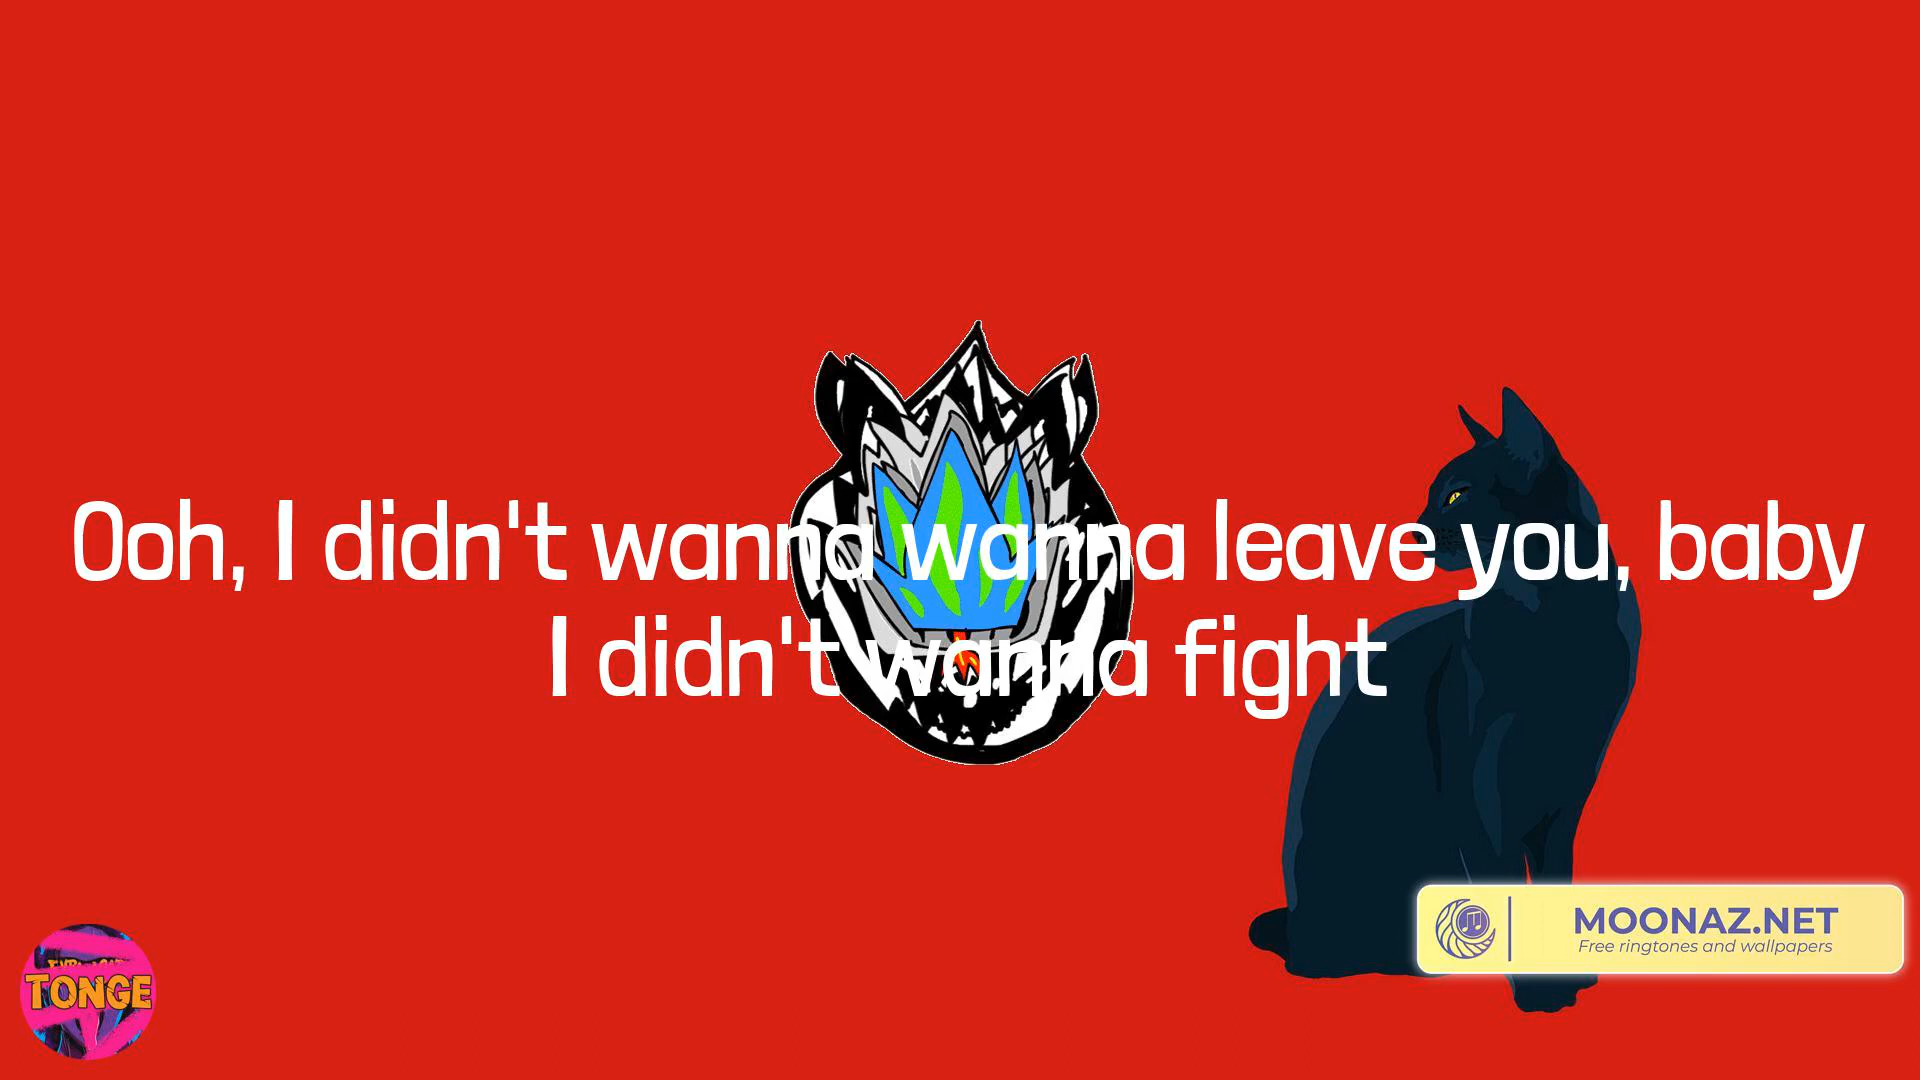 Ooh, I didn't wanna wanna leave you, baby
I didn't wanna fight
MOONAZ.NET
Free ringtones and wallpapers
TONGE